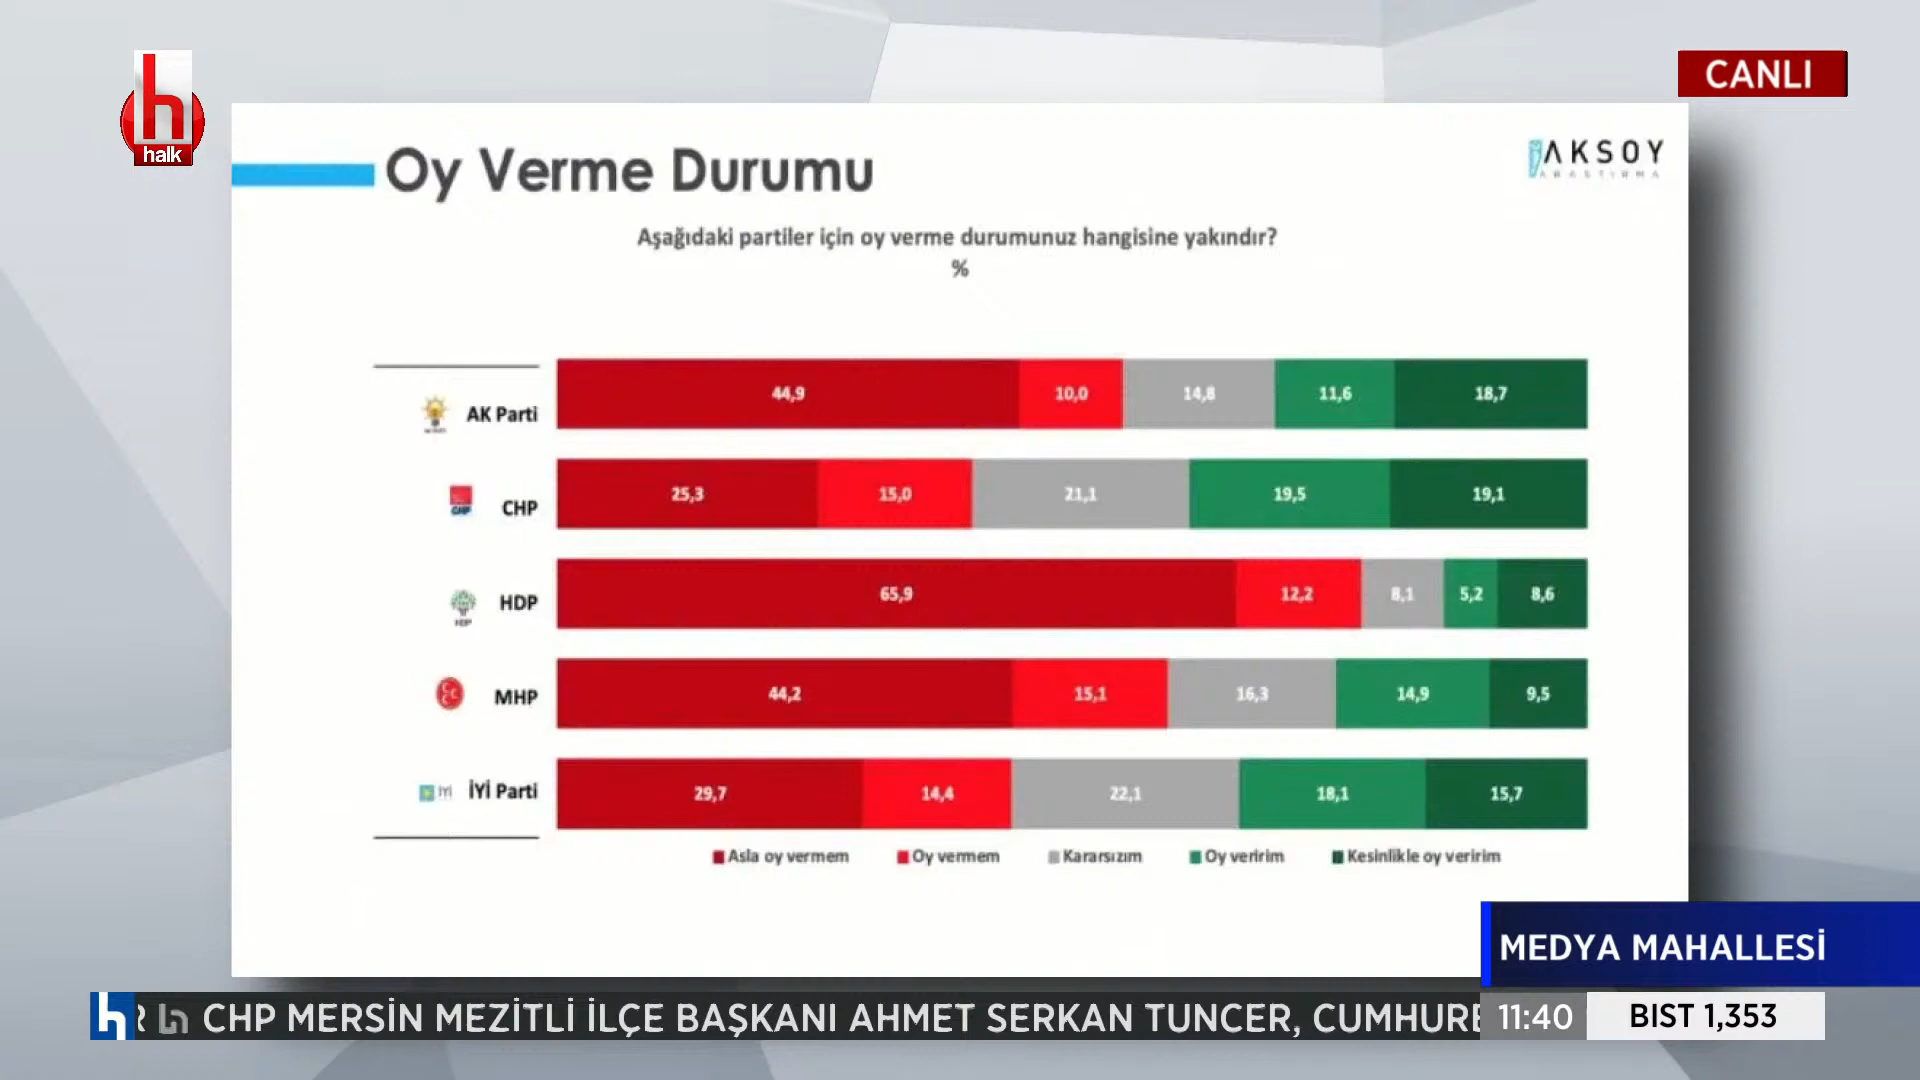 h
halk
CANLI
Oy Verme Durumu
AKSOY
ARAŞTIRMA
Aşağıdaki partiler için oy verme durumunuz hangisine yakındır?
%
AK Parti 44,9 10,0 14,8 11,6 18,7
CHP CHP 25,3 15,0 21,1 19,5 19,1
HDP HDP 65,9 12,2 8,1 5,2 8,6
MHP 44,2 15,1 16,3 14,9 9,5
İYİ İYİ Parti 29,7 14,4 22,1 18,1 15,7
Asla oy vermem Oy vermem Kararsızım Oy veririm Kesinlikle oy veririm
MEDYA MAHALLESİ
h R h CHP MERSİN MEZİTLİ İLÇE BAŞKANI AHMET SERKAN TUNCER, CUMHURE 11:40 BIST 1,353